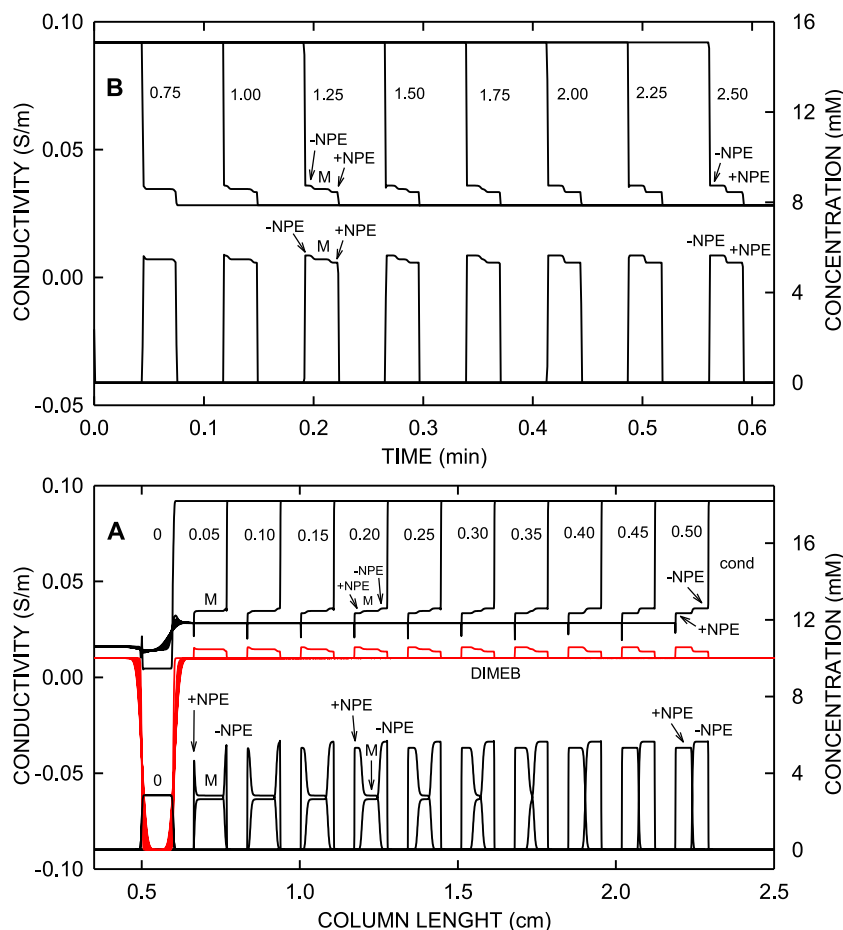 B
0.10
0.05
0.00
-0.05
CONDUCTIVITY (S/m)
16
12
8
4
0
CONCENTRATION (mM)
0.75 1.00 1.25 1.50 1.75 2.00 2.25 2.50
-NPE
+NPE
M
-NPE
+NPE
-NPE
M
+NPE
-NPE
+NPE
0.0 0.1 0.2 0.3 0.4 0.5 0.6
TIME (min)
A
0.10
0.05
0.00
-0.05
-0.10
CONDUCTIVITY (S/m)
16
12
8
4
0
CONCENTRATION (mM)
0 0.05 0.10 0.15 0.20 0.25 0.30 0.35 0.40 0.45 0.50
cond
M
-NPE
+NPE
M
-NPE
+NPE
DIMEB
+NPE
-NPE
0
M
+NPE
-NPE
M
+NPE
-NPE
0.5 1.0 1.5 2.0 2.5
COLUMN LENGHT (cm)